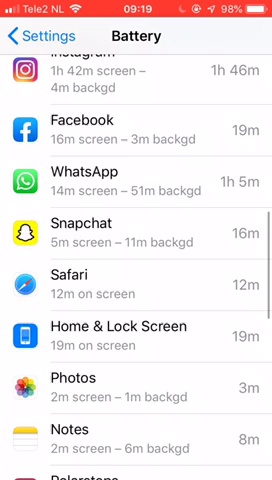 Tele2 NL 09:19 98%
Settings Battery
Instagram
1h 42m screen – 1h 46m
4m backgd
Facebook
16m screen – 3m backgd 19m
WhatsApp
14m screen – 51m backgd 1h 5m
Snapchat
5m screen – 11m backgd 16m
Safari
12m on screen 12m
Home & Lock Screen
19m on screen 19m
Photos
2m screen – 1m backgd 3m
Notes
2m screen – 6m backgd 8m